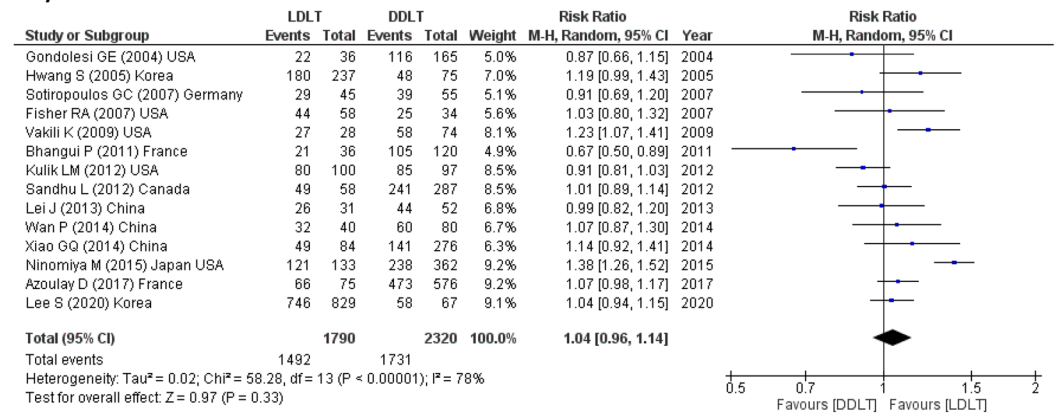 LDLT DDLT Risk Ratio Risk Ratio
Study or Subgroup Events Total Events Total Weight M-H, Random, 95% CI Year M-H, Random, 95% CI
Gondolesi GE (2004) USA 22 36 116 165 5.0% 0.87 [0.66, 1.15] 2004
Hwang S (2005) Korea 180 237 48 75 7.0% 1.19 [0.99, 1.43] 2005
Sotiropoulos GC (2007) Germany 29 45 39 55 5.1% 0.91 [0.69, 1.20] 2007
Fisher RA (2007) USA 44 58 25 34 5.6% 1.03 [0.80, 1.32] 2007
Vakili K (2009) USA 27 28 58 74 8.2% 1.23 [1.07, 1.41] 2009
Bhangui P (2011) France 21 36 105 120 4.9% 0.67 [0.50, 0.89] 2011
Kulik LM (2012) USA 80 100 85 97 8.5% 0.91 [0.81, 1.03] 2012
Sandhu L (2012) Canada 49 58 241 287 8.5% 1.01 [0.89, 1.14] 2012
Lei J (2013) China 26 31 44 52 6.8% 0.99 [0.82, 1.20] 2013
Wan P (2014) China 32 40 60 80 6.7% 1.07 [0.87, 1.30] 2014
Xiao GQ (2014) China 49 84 141 276 6.5% 1.14 [0.92, 1.41] 2014
Ninomiya M (2015) Japan USA 121 133 238 362 9.2% 1.38 [1.26, 1.52] 2015
Azoulay D (2017) France 66 75 473 576 9.2% 1.07 [0.98, 1.17] 2017
Lee S (2020) Korea 746 829 58 67 9.1% 1.04 [0.94, 1.15] 2020
Total (95% CI) 1790 2320 100.0% 1.04 [0.96, 1.14]
Total events 1492 1731
Heterogeneity: Tau² = 0.02; Chi² = 58.28, df = 13 (P < 0.00001); I² = 78%
Test for overall effect: Z = 0.97 (P = 0.33)
0.5 0.7 1 1.5 2
Favours [DDLT] Favours [LDLT]